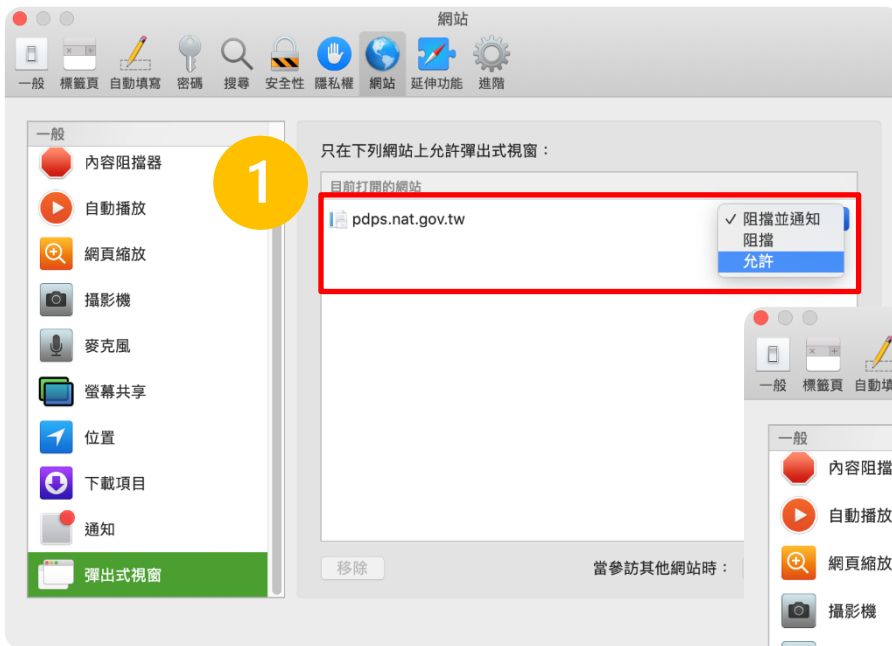 網站
一般 標籤頁 自動填寫 密碼 搜尋 安全性 隱私權 網站 延伸功能 進階
一般
內容阻擋器
自動播放
網頁縮放
攝影機
麥克風
螢幕共享
位置
下載項目
通知
彈出式視窗
1
只在下列網站上允許彈出式視窗：
目前打開的網站
pdps.nat.gov.tw
✓ 阻擋並通知
阻擋
允許
移除
當參訪其他網站時：
一般 標籤頁 自動填
一般
內容阻擋
自動播放
網頁縮放
攝影機